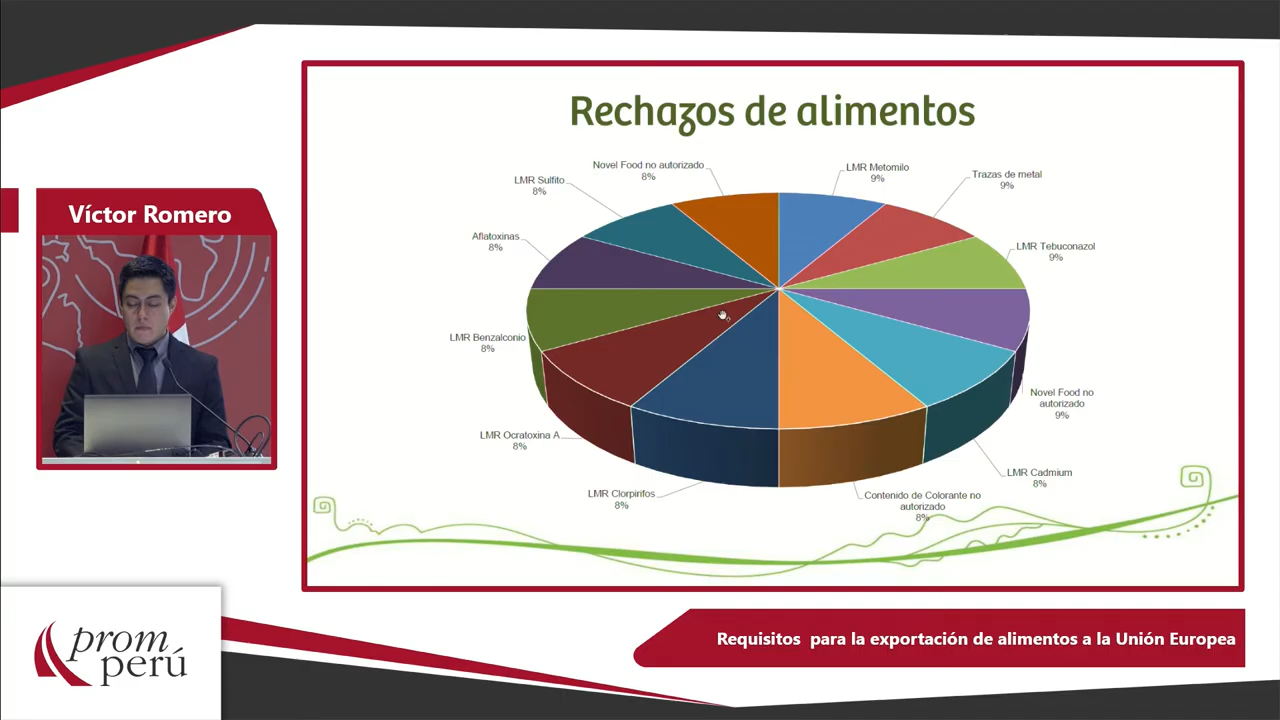 Rechazos de alimentos
Novel Food no autorizado
8%
LMR Metomilo
9%
Trazas de metal
9%
LMR Sulfito
8%
LMR Tebuconazol
9%
Aflatoxinas
8%
LMR Benzalconio
8%
Novel Food no
autorizado
9%
LMR Ocratoxina A
8%
LMR Cadmium
8%
LMR Clorpirifos
8%
Contenido de Colorante no
autorizado
8%
Víctor Romero
prom
perú
Requisitos para la exportación de alimentos a la Unión Europea